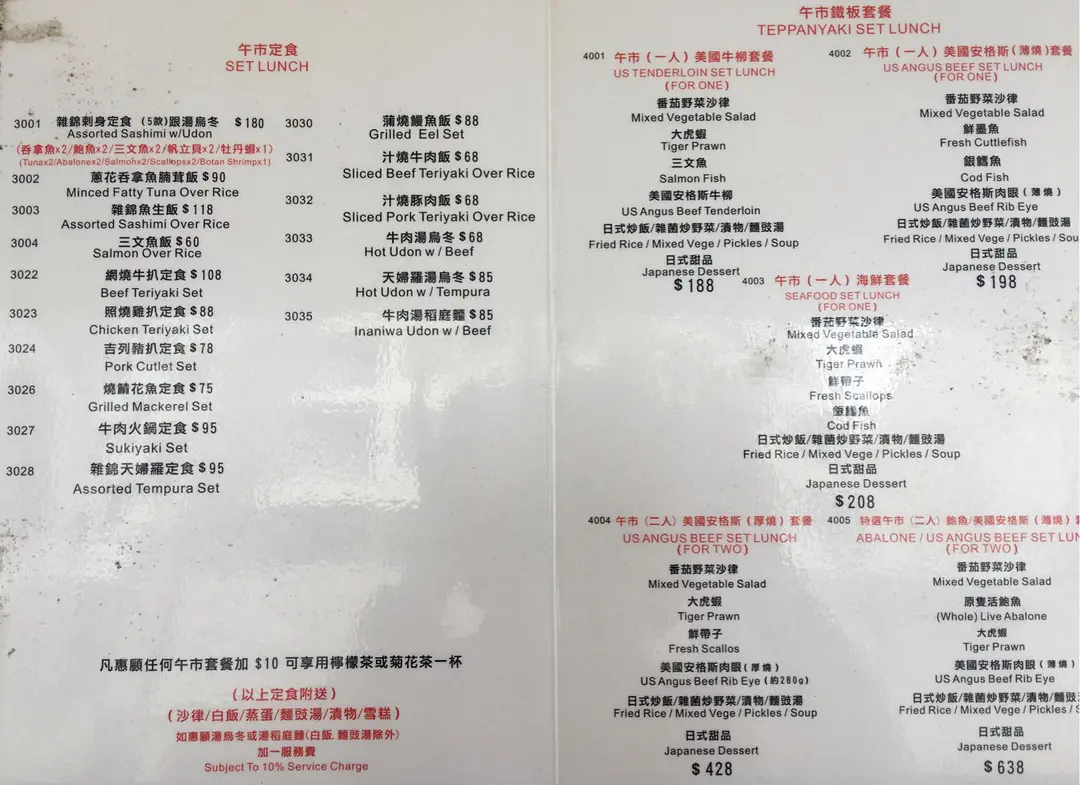 午市定食
SET LUNCH
3001 雜錦刺身定食 (5款)跟湯烏冬 $180
Assorted Sashimi w/Udon
(吞拿魚x2/鮑魚x2/三文魚x2/帆立貝x2/牡丹蝦x1)
(Tunax2/Abalonex2/Salmonx2/Scallopsx2/Botan Shrimpx1)
3002 蔥花吞拿魚腩茸飯 $90
Minced Fatty Tuna Over Rice
3003 雜錦魚生飯 $118
Assorted Sashimi Over Rice
3004 三文魚飯 $60
Salmon Over Rice
3022 網燒牛扒定食 $108
Beef Teriyaki Set
3023 照燒雞扒定食 $88
Chicken Teriyaki Set
3024 吉列豬扒定食 $78
Pork Cutlet Set
3026 燒鯖花魚定食 $75
Grilled Mackerel Set
3027 牛肉火鍋定食 $95
Sukiyaki Set
3028 雜錦天婦羅定食 $95
Assorted Tempura Set
3030 蒲燒鰻魚飯 $88
Grilled Eel Set
3031 汁燒牛肉飯 $68
Sliced Beef Teriyaki Over Rice
3032 汁燒豚肉飯 $68
Sliced Pork Teriyaki Over Rice
3033 牛肉湯烏冬 $68
Hot Udon w / Beef
3034 天婦羅湯烏冬 $85
Hot Udon w / Tempura
3035 牛肉湯稻庭麵 $85
Inaniwa Udon w / Beef
凡惠顧任何午市套餐加 $10 可享用檸檬茶或菊花茶一杯
(以上定食附送)
(沙律/白飯/蒸蛋/麵豉湯/漬物/雪糕)
如惠顧湯烏冬或湯稻庭麵(白飯.麵豉湯除外)
加一服務費
Subject To 10% Service Charge
午市鐵板套餐
TEPPANYAKI SET LUNCH
4001 午市 (一人) 美國牛柳套餐
US TENDERLOIN SET LUNCH
(FOR ONE)
番茄野菜沙律
Mixed Vegetable Salad
大虎蝦
Tiger Prawn
三文魚
Salmon Fish
美國安格斯牛柳
US Angus Beef Tenderloin
日式炒飯/雜菌炒野菜/漬物/麵豉湯
Fried Rice / Mixed Vege / Pickles / Soup
日式甜品
Japanese Dessert
$188
4002 午市 (一人) 美國安格斯 (薄燒) 套餐
US ANGUS BEEF SET LUNCH
(FOR ONE)
番茄野菜沙律
Mixed Vegetable Salad
鮮墨魚
Fresh Cuttlefish
銀鱈魚
Cod Fish
美國安格斯肉眼 (薄燒)
US Angus Beef Rib Eye
日式炒飯/雜菌炒野菜/漬物/麵豉湯
Fried Rice / Mixed Vege / Pickles / Sou
日式甜品
Japanese Dessert
$198
4003 午市 (一人) 海鮮套餐
SEAFOOD SET LUNCH
(FOR ONE)
番茄野菜沙律
Mixed Vegetable Salad
大虎蝦
Tiger Prawn
鮮帶子
Fresh Scallops
銀鱈魚
Cod Fish
日式炒飯/雜菌炒野菜/漬物/麵豉湯
Fried Rice / Mixed Vege / Pickles / Soup
日式甜品
Japanese Dessert
$208
4004 午市 (二人) 美國安格斯 (厚燒) 套餐
US ANGUS BEEF SET LUNCH
(FOR TWO)
番茄野菜沙律
Mixed Vegetable Salad
大虎蝦
Tiger Prawn
鮮帶子
Fresh Scallos
美國安格斯肉眼 (厚燒)
US Angus Beef Rib Eye (約280g)
日式炒飯/雜菌炒野菜/漬物/麵豉湯
Fried Rice / Mixed Vege / Pickles / Soup
日式甜品
Japanese Dessert
$428
4005 特選午市 (二人) 鮑魚/美國安格斯 (薄燒)
ABALONE / US ANGUS BEEF SET LUN
(FOR TWO)
番茄野菜沙律
Mixed Vegetable Salad
原隻活鮑魚
(Whole) Live Abalone
大虎蝦
Tiger Prawn
美國安格斯肉眼 (薄燒)
US Angus Beef Rib Eye
日式炒飯/雜菌炒野菜/漬物/麵豉
Fried Rice / Mixed Vege / Pickles / S
日式甜品
Japanese Dessert
$638